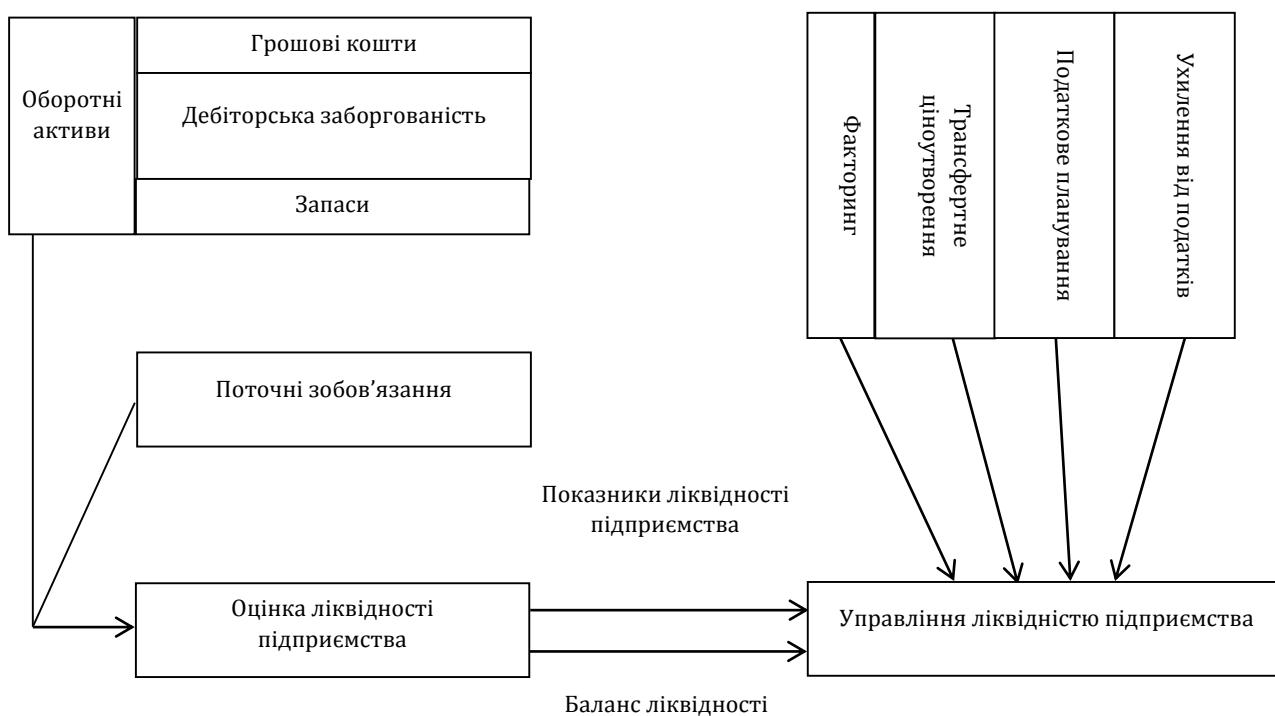 Оборотні
активи
Грошові кошти
Дебіторська заборгованість
Запаси
Факторинг
Трансфертне
ціноутворення
Податкове планування
Ухилення від податків
Поточні зобов’язання
Показники ліквідності
підприємства
Оцінка ліквідності
підприємства
Управління ліквідністю підприємства
Баланс ліквідності